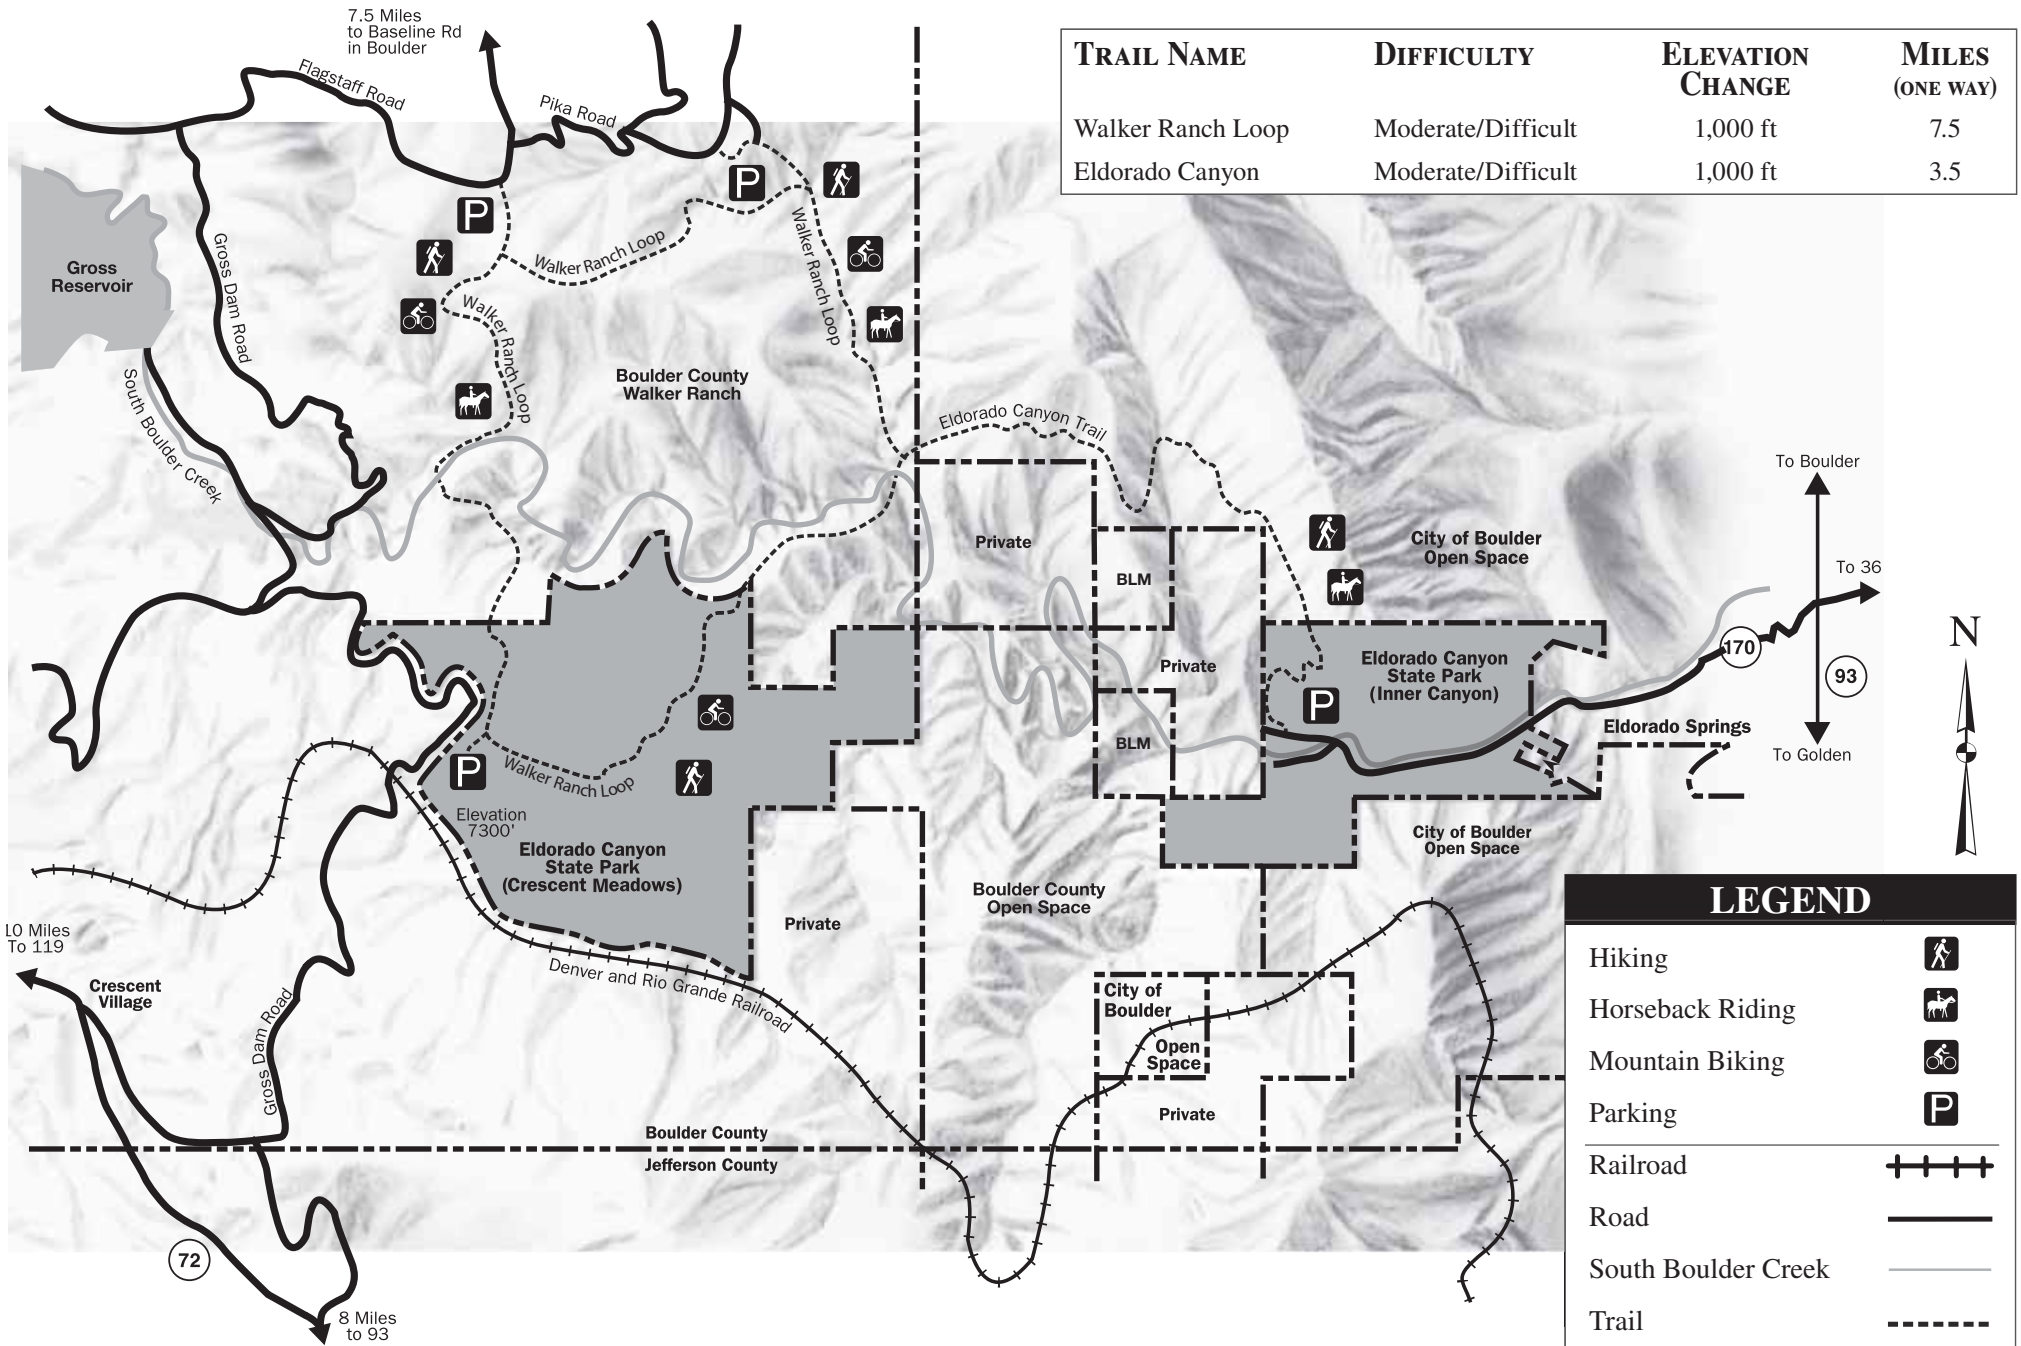 7.5 Miles
to Baseline Rd
in Boulder
TRAIL NAME DIFFICULTY ELEVATION CHANGE MILES (ONE WAY)
Walker Ranch Loop Moderate/Difficult 1,000 ft 7.5
Eldorado Canyon Moderate/Difficult 1,000 ft 3.5
Flagstaff Road
Pika Road
P
P
Gross
Reservoir
Gross Dam Road
Walker Ranch Loop
Walker Ranch Loop
Walker Ranch Loop
Boulder County
Walker Ranch
South Boulder Creek
Eldorado Canyon Trail
To Boulder
Private
BLM
City of Boulder
Open Space
To 36
N
170
93
Private
Eldorado Canyon
State Park
(Inner Canyon)
P
Eldorado Springs
To Golden
BLM
P
Walker Ranch Loop
Elevation
7300'
Eldorado Canyon
State Park
(Crescent Meadows)
City of Boulder
Open Space
Boulder County
Open Space
Private
10 Miles
To 119
Crescent
Village
Denver and Rio Grande Railroad
Gross Dam Road
City of
Boulder
Open
Space
Private
Boulder County
Jefferson County
72
8 Miles
to 93
LEGEND
Hiking
Horseback Riding
Mountain Biking
Parking P
Railroad
Road
South Boulder Creek
Trail